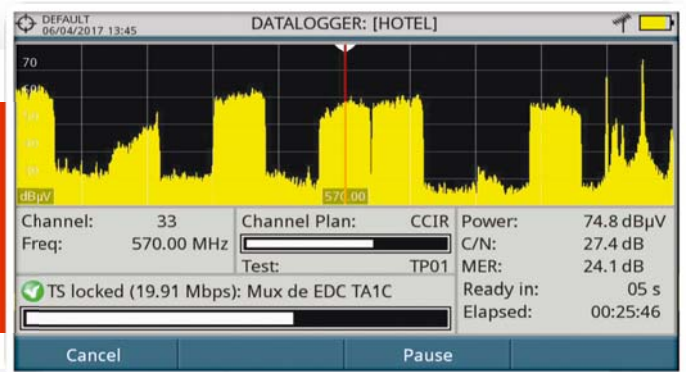 DEFAULT
06/04/2017 13:45
DATALOGGER: [HOTEL]
70
dBµV
570.00
Channel: 33
Freq: 570.00 MHz
Channel Plan: CCIR
Test: TP01
TS locked (19.91 Mbps): Mux de EDC TA1C
Power: 74.8 dBµV
C/N: 27.4 dB
MER: 24.1 dB
Ready in: 05 s
Elapsed: 00:25:46
Cancel
Pause